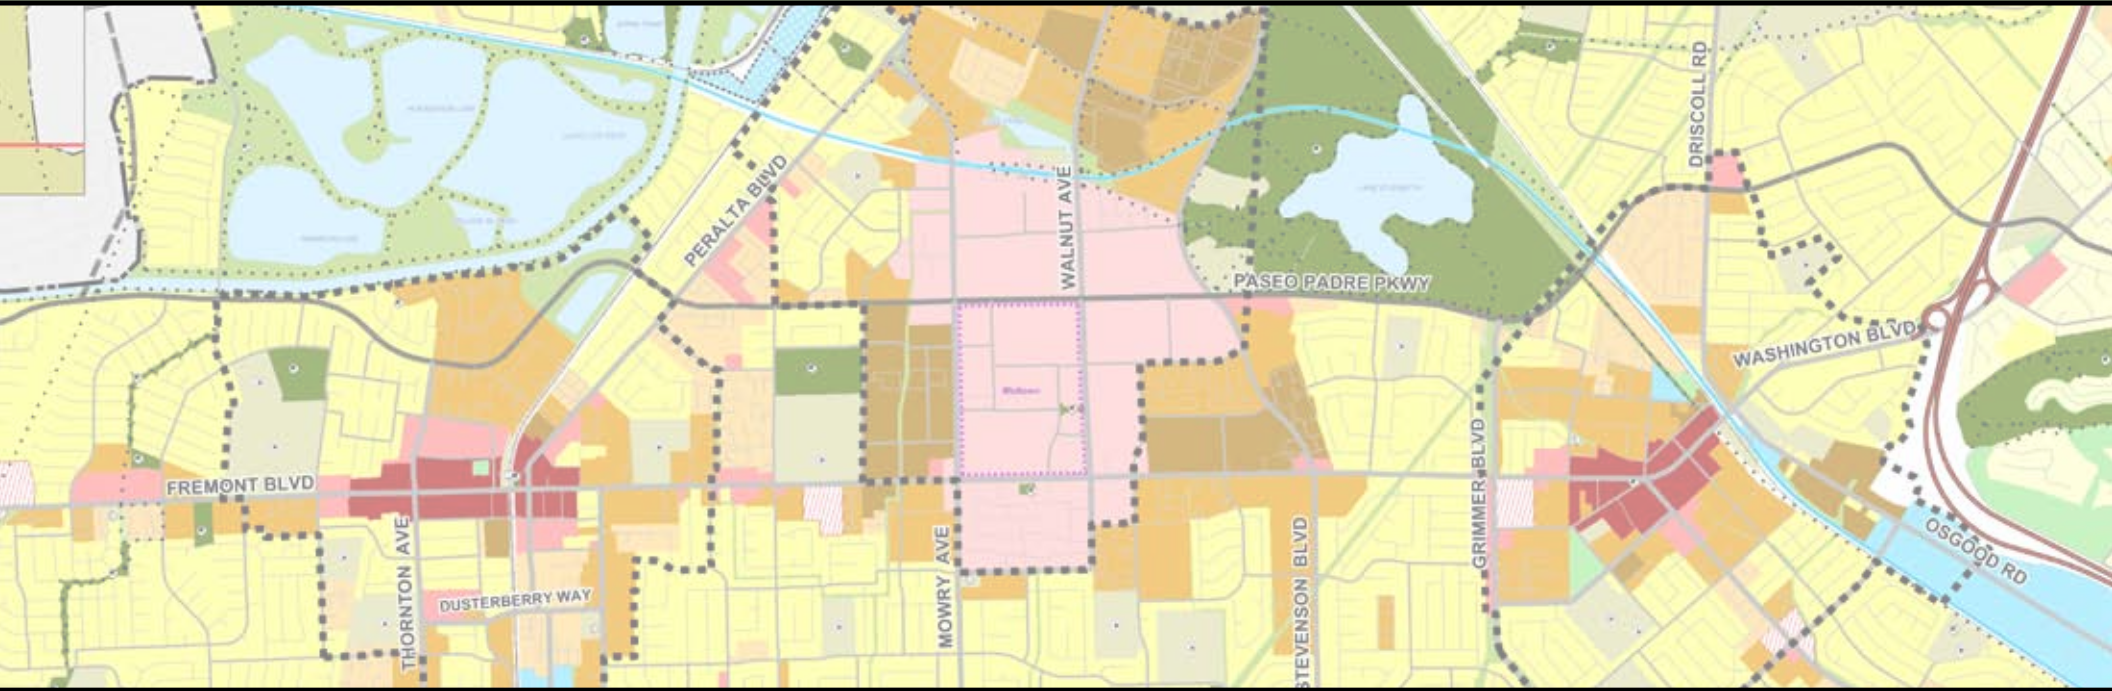 DRISCOLL RD
PERALTA BLVD
WALNUT AVE
PASEO PADRE PKWY
WASHINGTON BLVD
Midtown
FREMONT BLVD
GRIMMER BLVD
THORNTON AVE
MOWRY AVE
STEVENSON BLVD
OSGOOD RD
DUSTERBERRY WAY